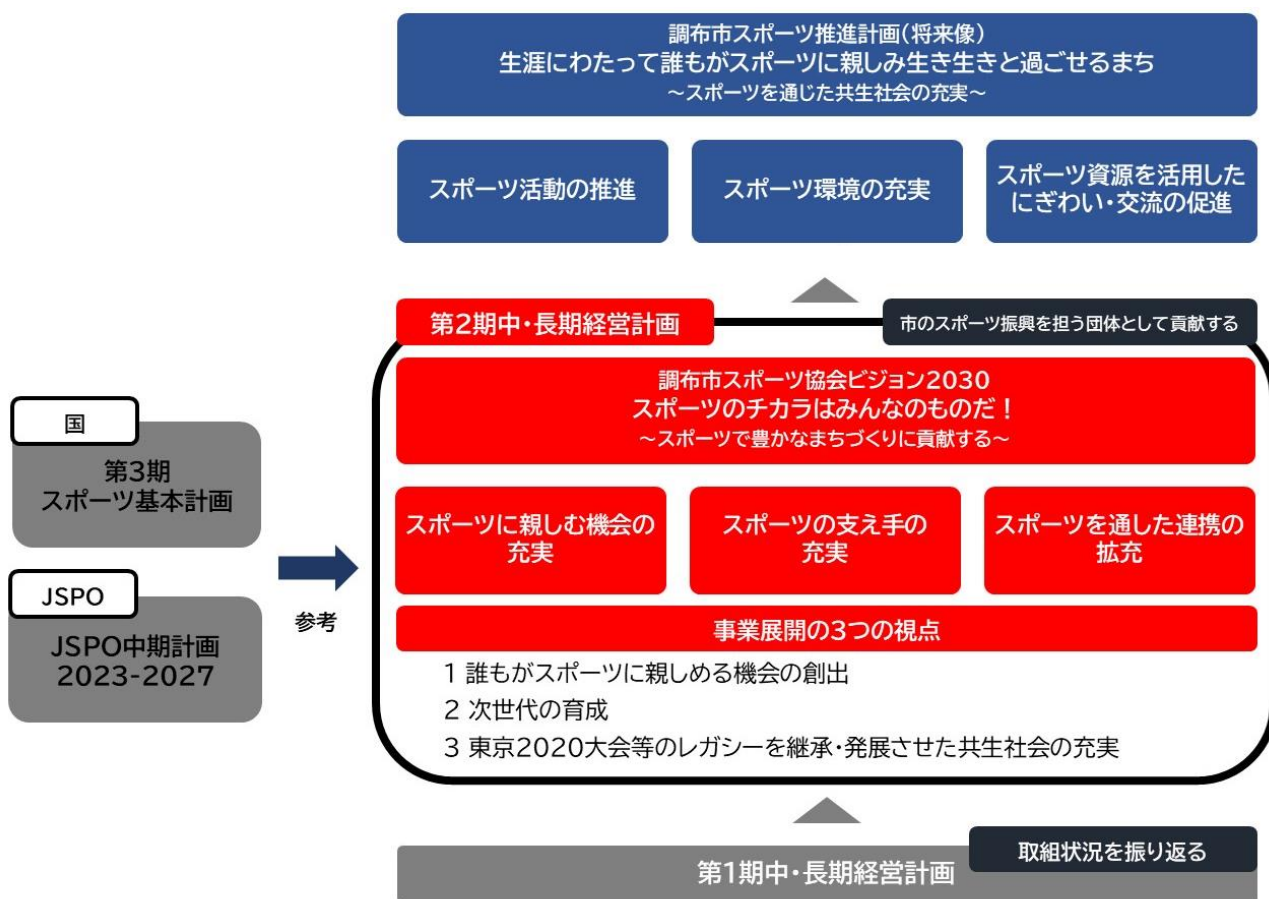 調布市スポーツ推進計画(将来像)
生涯にわたって誰もがスポーツに親しみ生き生きと過ごせるまち
~スポーツを通じた共生社会の充実~
スポーツ活動の推進
スポーツ環境の充実
スポーツ資源を活用した
にぎわい・交流の促進
第2期中・長期経営計画
市のスポーツ振興を担う団体として貢献する
調布市スポーツ協会ビジョン2030
スポーツのチカラはみんなのものだ!
~スポーツで豊かなまちづくりに貢献する~
国
第3期
スポーツ基本計画
JSPO
JSPO中期計画
2023-2027
参考
スポーツに親しむ機会の
充実
スポーツの支え手の
充実
スポーツを通した連携の
拡充
事業展開の3つの視点
1 誰もがスポーツに親しめる機会の創出
2 次世代の育成
3 東京2020大会等のレガシーを継承・発展させた共生社会の充実
取組状況を振り返る
第1期中・長期経営計画